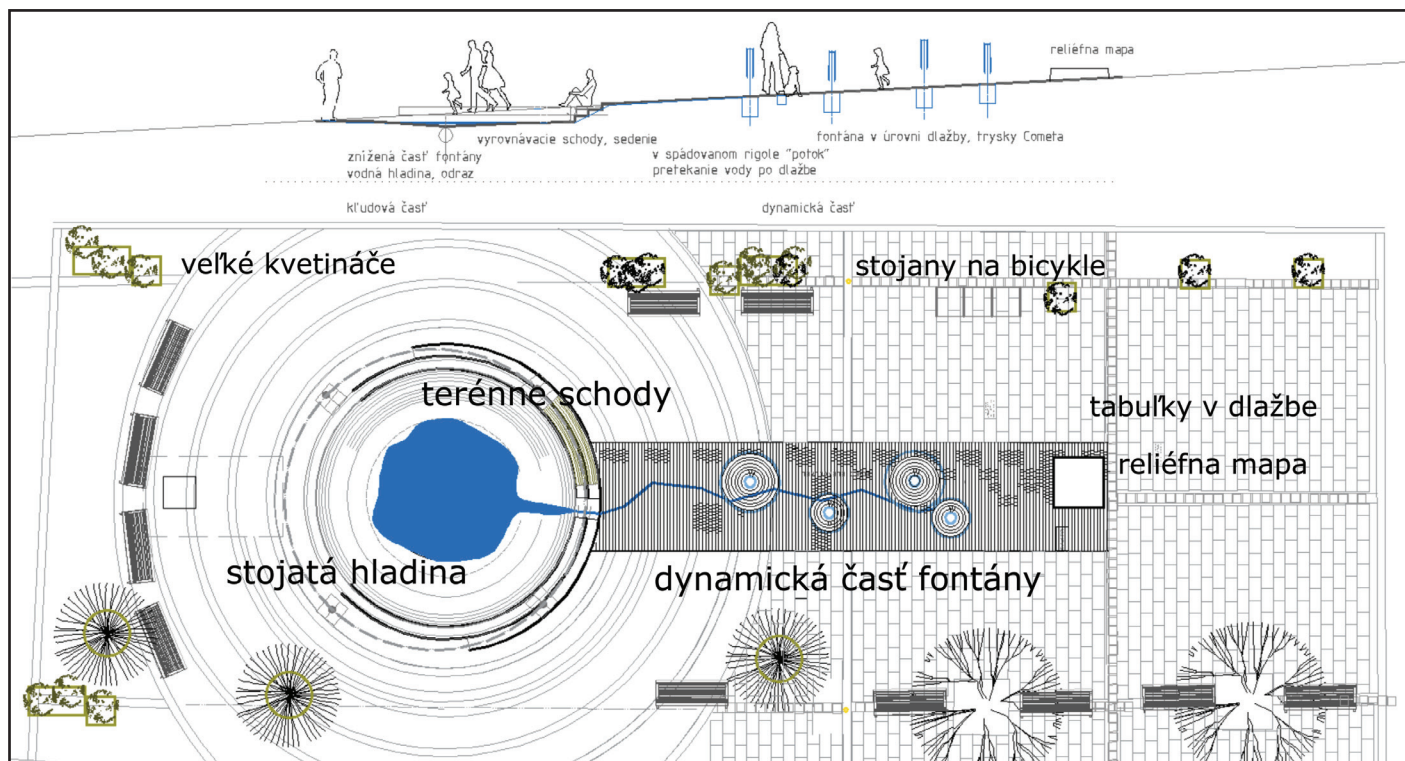 reliéfna mapa
vyrovnávacie schody, sedenie
fontána v úrovni dlažby, trysky Cometa
znížená časť fontány
vodná hladina, odraz
v spádovanom rigole "potok"
pretekanie vody po dlažbe
kľudová časť
dynamická časť
veľké kvetináče
stojany na bicykle
terénne schody
tabuľky v dlažbe
reliéfna mapa
stojatá hladina
dynamická časť fontány